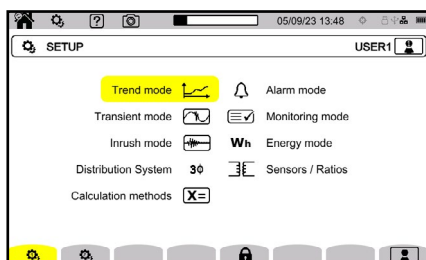 05/09/23 13:48
SETUP USER1
Trend mode Alarm mode
Transient mode Monitoring mode
Inrush mode Wh Energy mode
Distribution System 3φ Sensors / Ratios
Calculation methods X=